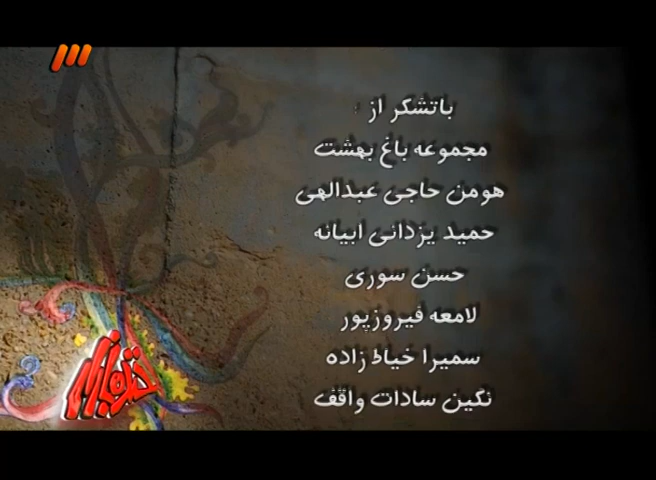 باتشکر از :
مجموعه باغ بهشت
هومن حاجی عبدالهی
حمید یزدانی ابیانه
حسن سوری
لامعه فیروزپور
سمیرا خیاط زاده
نگین سادات واقف